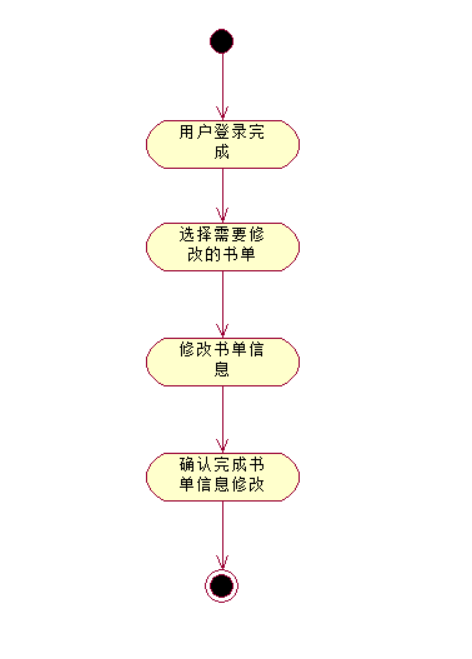 用户登录完
成
选择需要修
改的书单
修改书单信
息
确认完成书
单信息修改